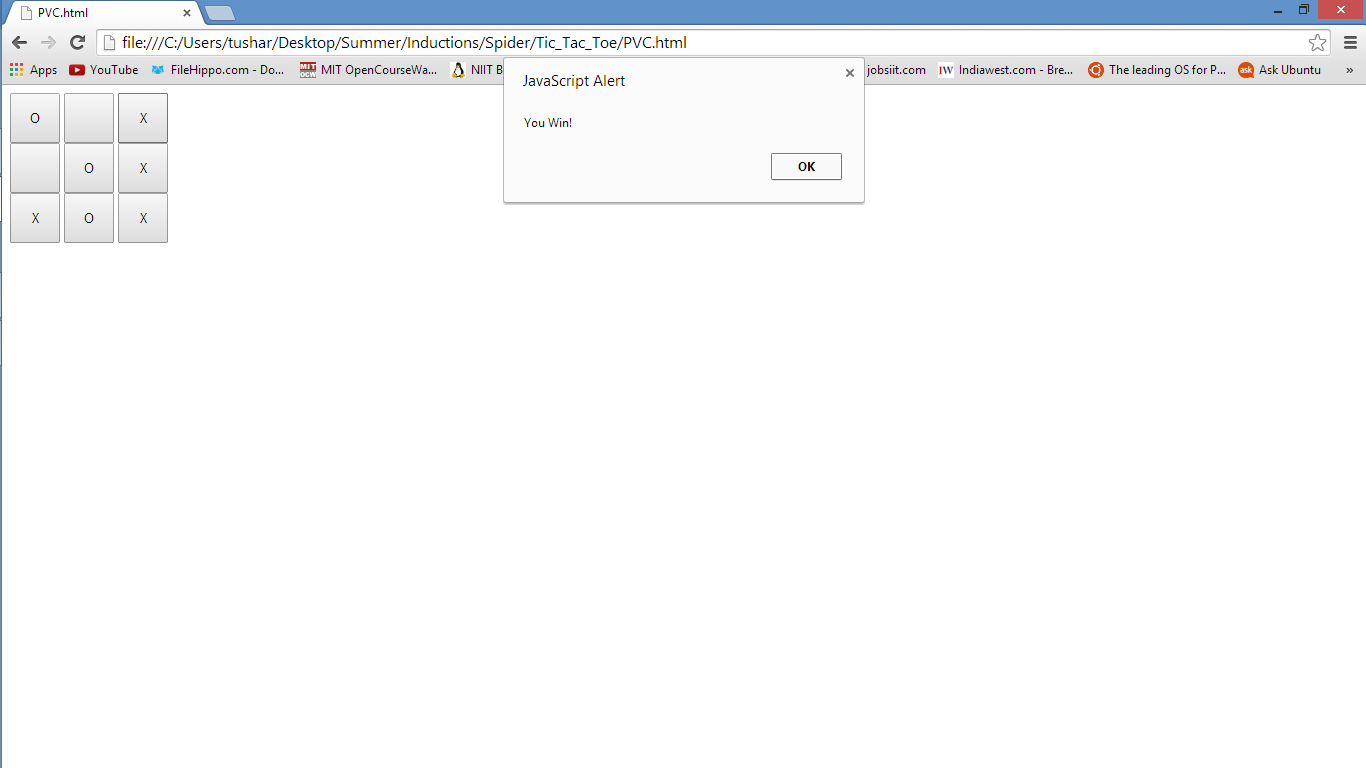 PVC.html
file:///C:/Users/tushar/Desktop/Summer/Inductions/Spider/Tic_Tac_Toe/PVC.html
Apps YouTube FileHippo.com - Do... MIT OpenCourseWa... NIIT B jobsiit.com IW Indiawest.com - Bre... The leading OS for P... Ask Ubuntu »
JavaScript Alert
You Win!
OK
O X
O X
X O X